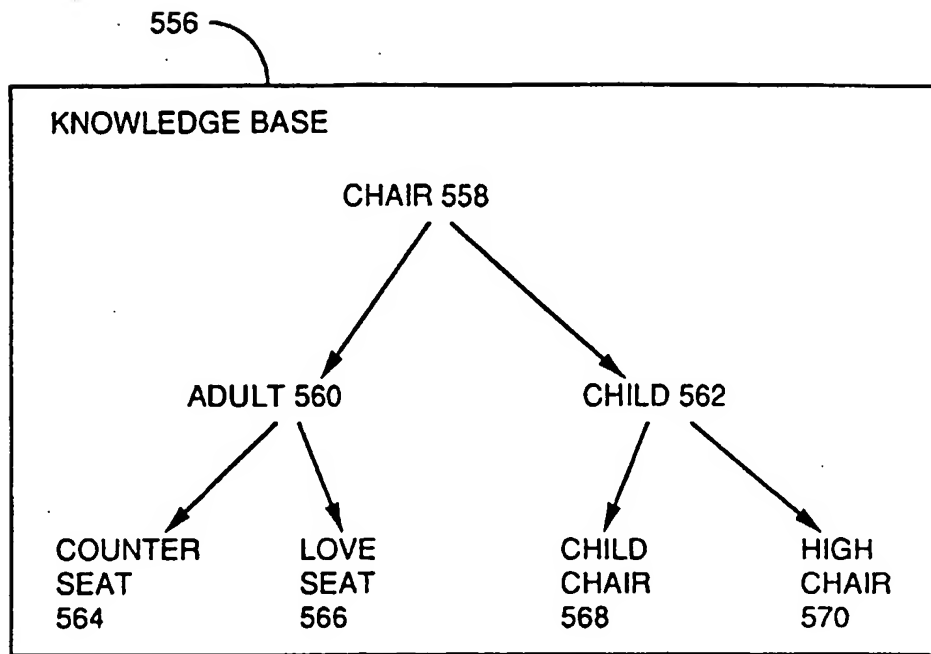 556
KNOWLEDGE BASE
CHAIR 558
ADULT 560
CHILD 562
COUNTER
SEAT
564
LOVE
SEAT
566
CHILD
CHAIR
568
HIGH
CHAIR
570